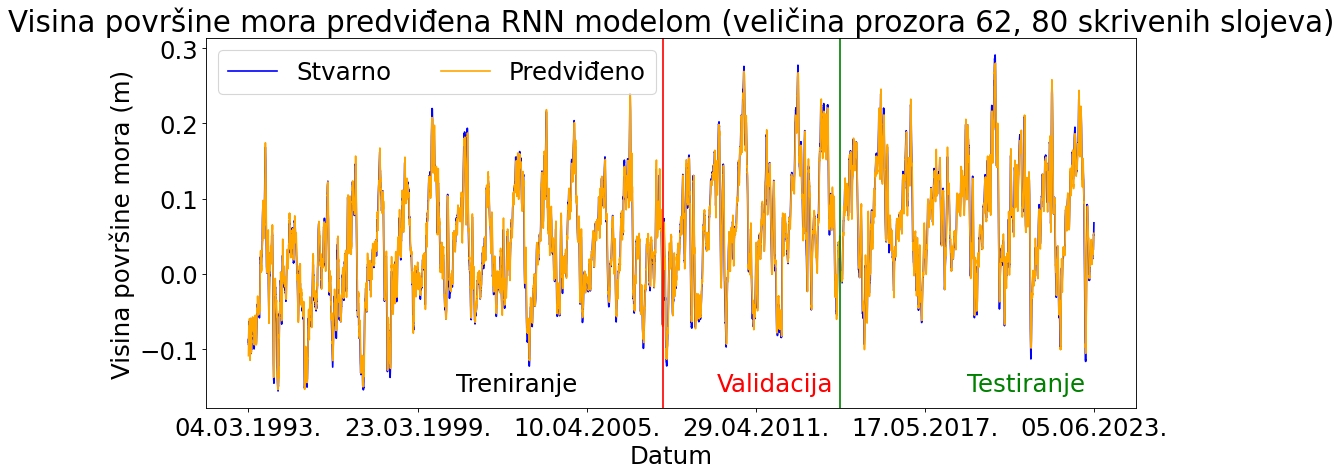 Visina površine mora predviđena RNN modelom (veličina prozora 62, 80 skrivenih slojeva)
Stvarno
Predviđeno
Visina površine mora (m)
0.3
0.2
0.1
0.0
−0.1
Treniranje
Validacija
Testiranje
04.03.1993.
23.03.1999.
10.04.2005.
29.04.2011.
17.05.2017.
05.06.2023.
Datum